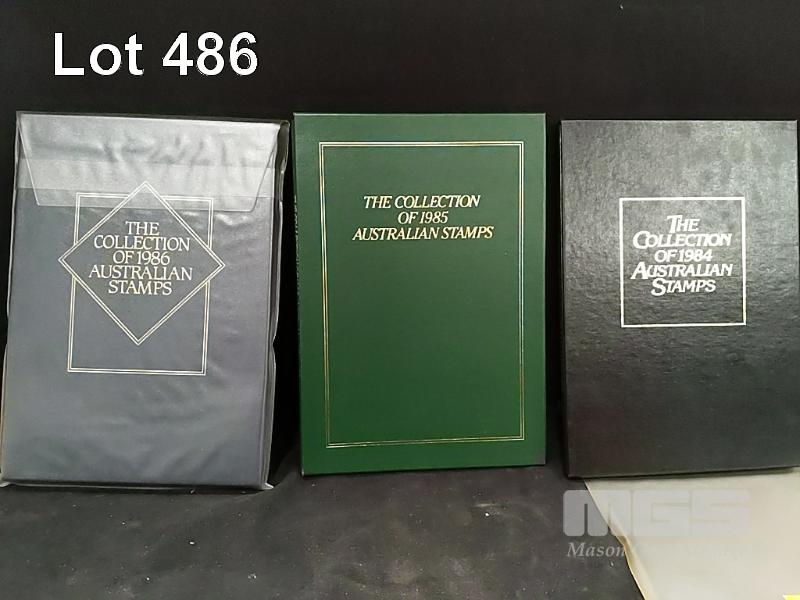 Lot 486
THE
COLLECTION
OF 1986
AUSTRALIAN
STAMPS
THE COLLECTION
OF 1985
AUSTRALIAN STAMPS
THE
COLLECTION
OF 1984
AUSTRALIAN
STAMPS
MGS
Mason